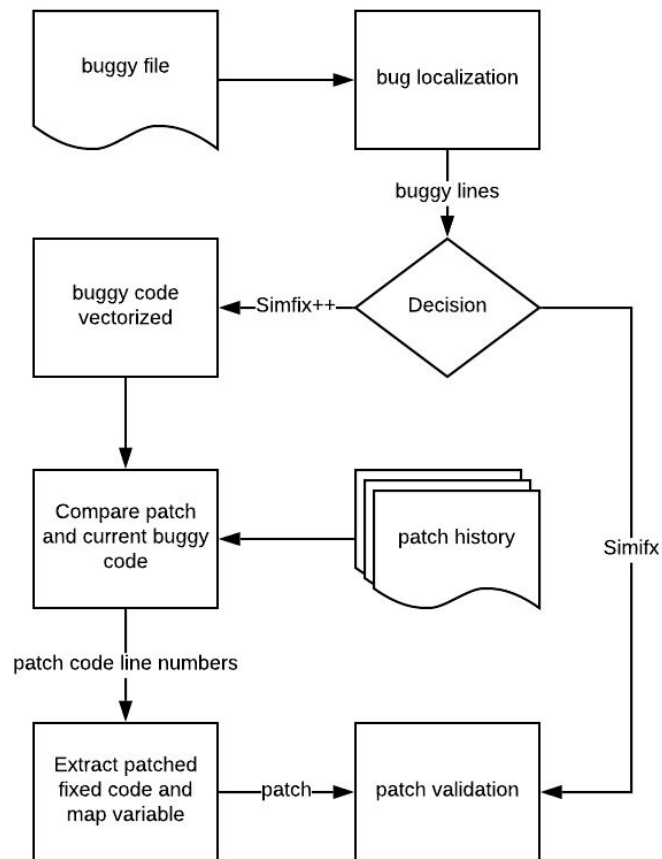 buggy file
bug localization
buggy lines
buggy code
vectorized
Simfix++
Decision
Compare patch
and current buggy
code
patch history
Simifx
patch code line numbers
Extract patched
fixed code and
map variable
patch
patch validation